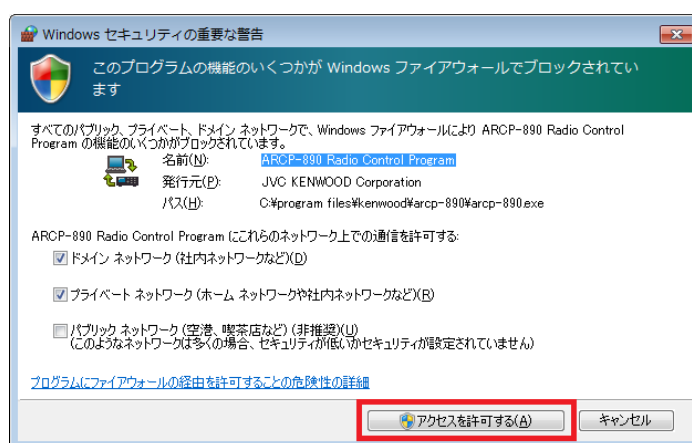 Windows セキュリティの重要な警告
このプログラムの機能のいくつかが Windows ファイアウォールでブロックされてい
ます
すべてのパブリック、プライベート、ドメイン ネットワークで、Windows ファイアウォールにより ARCP-890 Radio Control
Program の機能のいくつかがブロックされています。
名前(N): ARCP-890 Radio Control Program
発行元(P): JVC KENWOOD Corporation
パス(H): C:¥program files¥kenwood¥arcp-890¥arcp-890.exe
ARCP-890 Radio Control Program にこれらのネットワーク上での通信を許可する:
ドメイン ネットワーク (社内ネットワークなど)(D)
プライベート ネットワーク (ホーム ネットワークや社内ネットワークなど)(R)
パブリック ネットワーク (空港、喫茶店など) (非推奨)(U)
(このようなネットワークは多くの場合、セキュリティが低いかセキュリティが設定されていません)
プログラムにファイアウォールの経由を許可することの危険性の詳細
アクセスを許可する(A) キャンセル